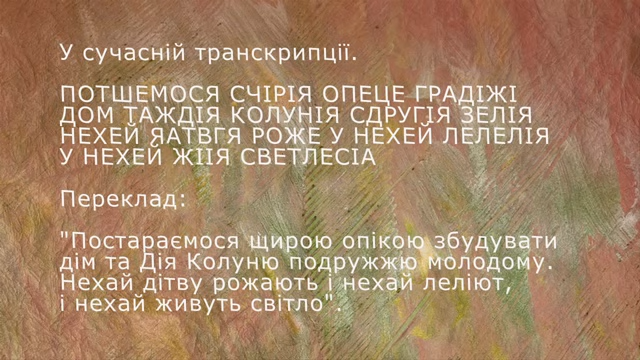 У сучасній транскрипції.
ПОТЩЕМОСЯ СЧІРІЯ ОПЕЦЕ ГРАДІЖІ
ДОМ ТАЖДІЯ КОЛУНІЯ СДРУГІЯ ЗЕЛІЯ
НЕХЕЙ ЯАТВГЯ РОЖЕ У НЕХЕЙ ЛЕЛЕЛІЯ
У НЕХЕЙ ЖІІЯ СВЕТЛЕСІА
Переклад:
"Постараємося щирою опікою збудувати
дім та Дія Колуню подружжю молодому.
Нехай дітву рожають і нехай леліют,
і нехай живуть світло".